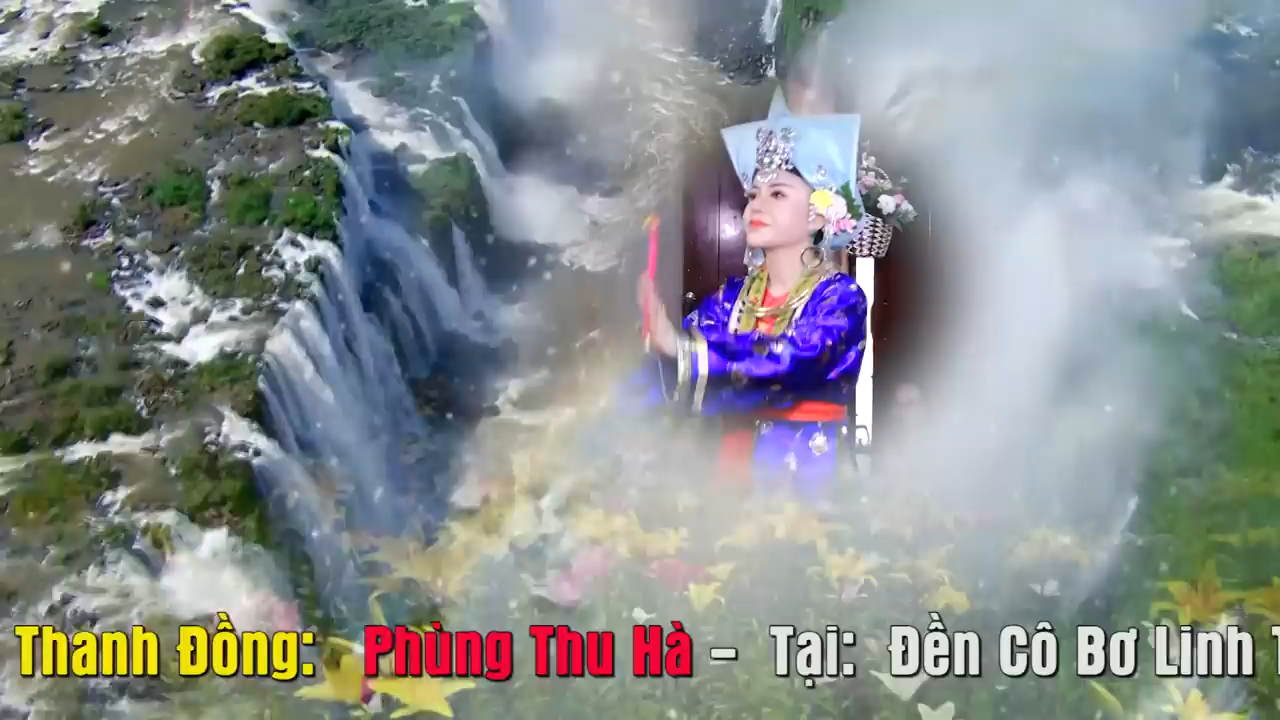 Thanh Đồng: Phùng Thu Hà - Tại: Đền Cô Bơ Linh